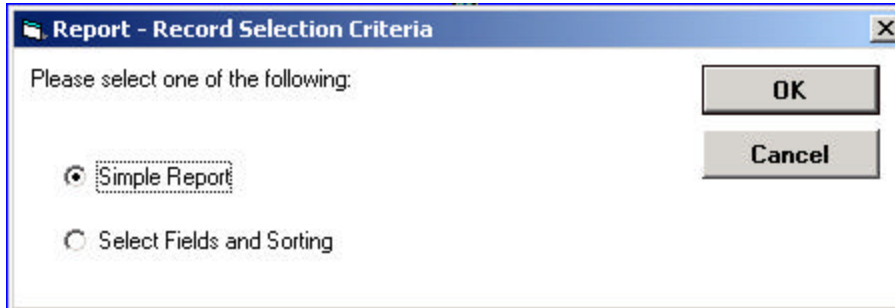 Report - Record Selection Criteria
Please select one of the following:
OK
Cancel
Simple Report
Select Fields and Sorting